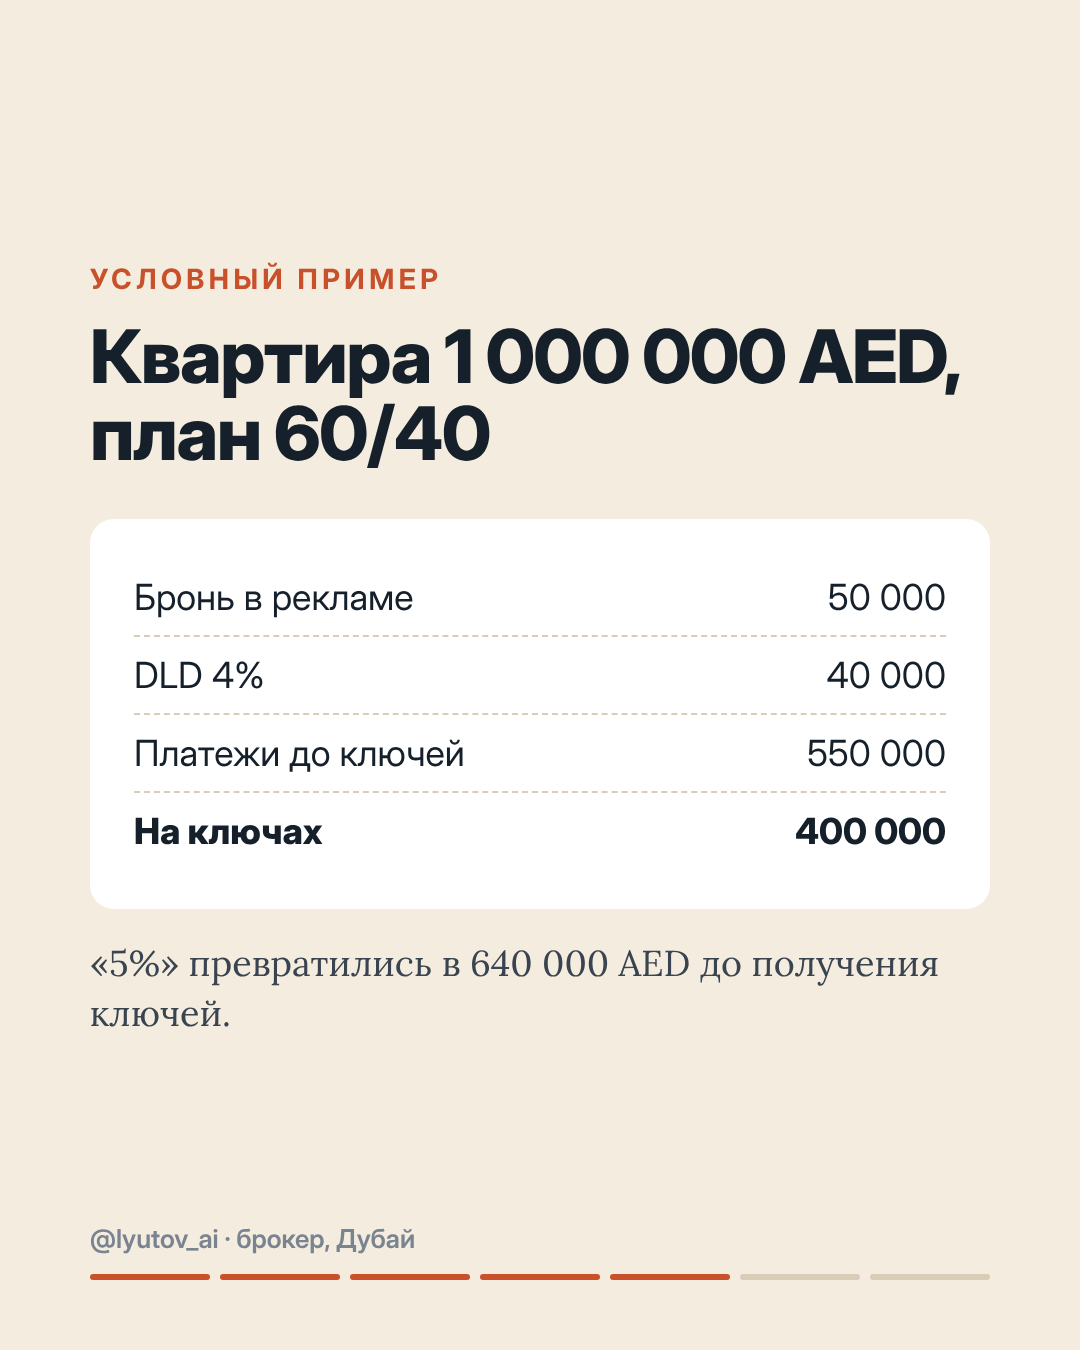 УСЛОВНЫЙ ПРИМЕР
Квартира 1 000 000 AED,
план 60/40
Бронь в рекламе 50 000
DLD 4% 40 000
Платежи до ключей 550 000
На ключах 400 000
«5%» превратились в 640 000 AED до получения
ключей.
@lyutov_ai · брокер, Дубай